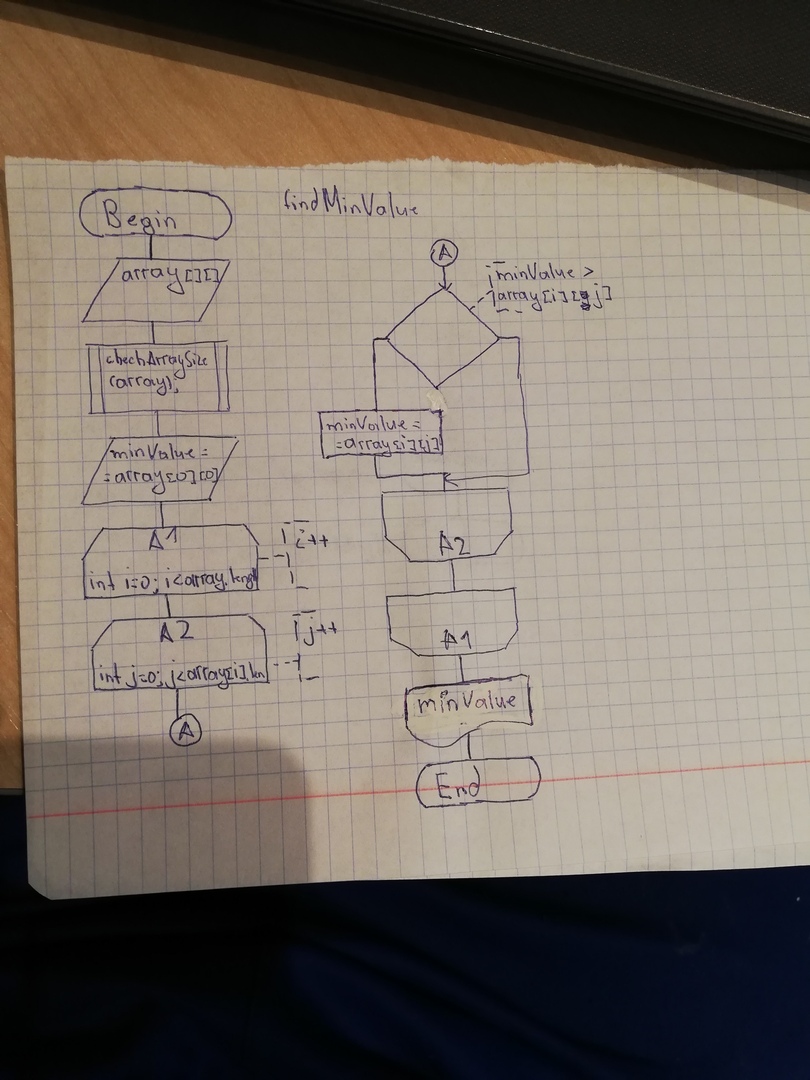 findMinValue
Begin
array[][]
chechArraySize
(array);
minValue =
= array[0][0]
A1
int i=0; i<array.lengt
i++
A2
int j=0; j<array[i].len
j++
A
A
minValue >
array[i][j]
minValue =
=array[i][j]
A2
A1
minValue
End